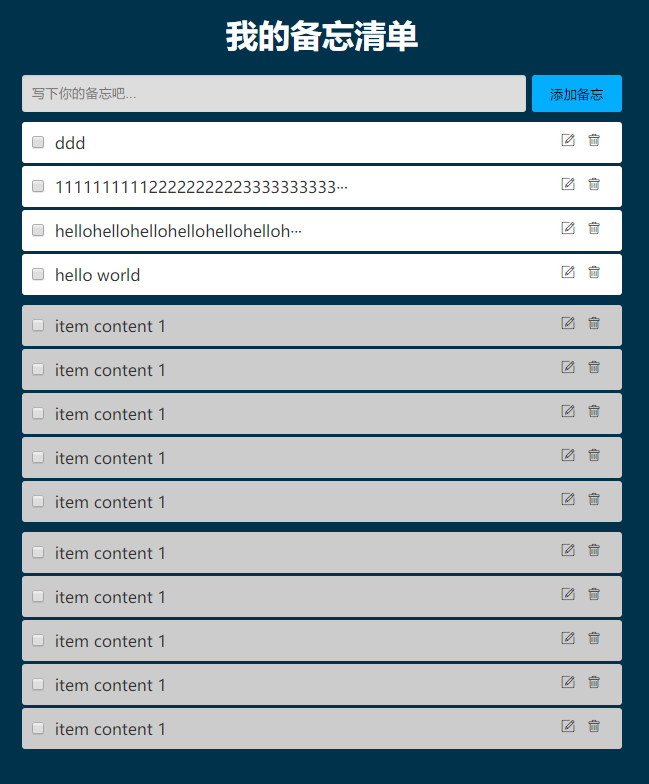 我的备忘清单
写下你的备忘吧...
添加备忘
ddd
11111111111222222222223333333333···
hellohellohellohellohellohelloh···
hello world
item content 1
item content 1
item content 1
item content 1
item content 1
item content 1
item content 1
item content 1
item content 1
item content 1